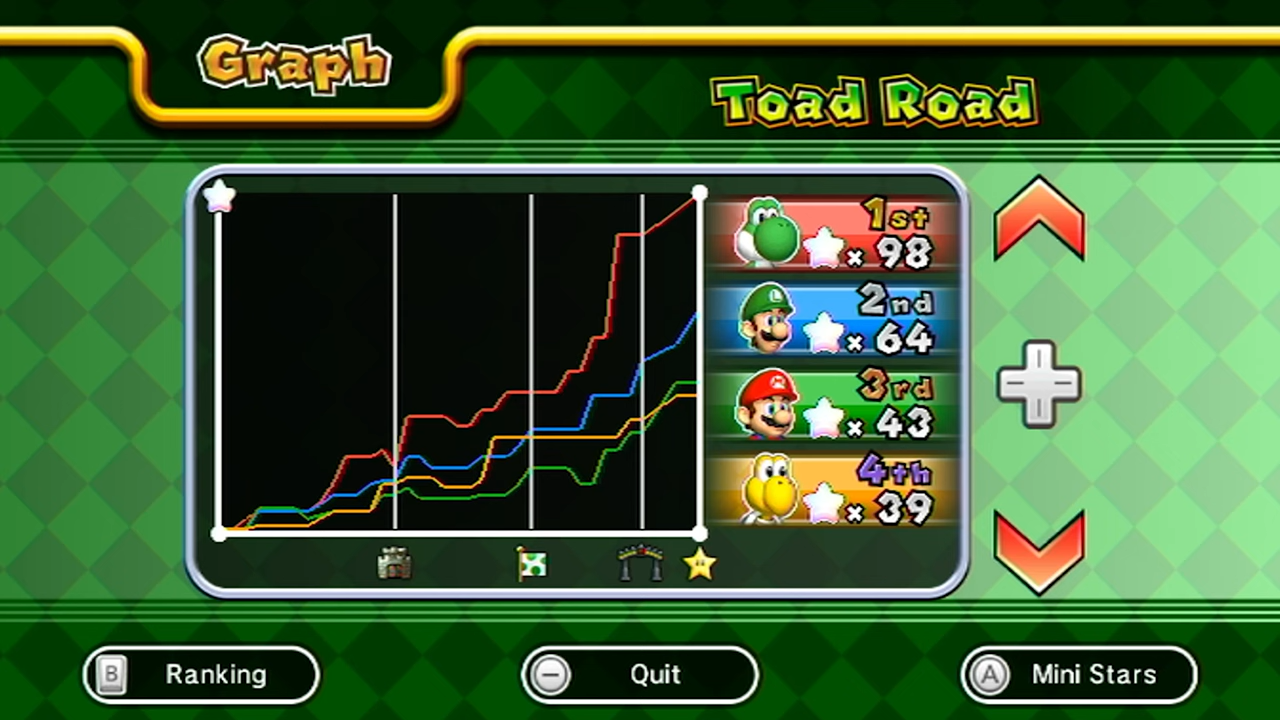 Graph
Toad Road
1st
× 98
2nd
× 64
3rd
× 43
4th
× 39
B Ranking
− Quit
A Mini Stars